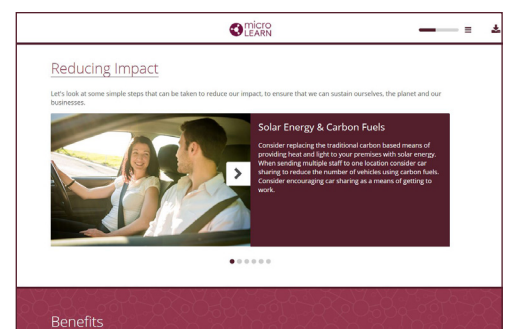 micro
LEARN
Reducing Impact
Let's look at some simple steps that can be taken to reduce our impact, to ensure that we can sustain ourselves, the planet and our
businesses.
Solar Energy & Carbon Fuels
Consider replacing the traditional carbon based means of
providing heat and light to your premises with solar energy.
When sending multiple staff to one location consider car
sharing to reduce the number of vehicles using carbon fuels.
Consider encouraging car sharing as a means of getting to
work.
Benefits